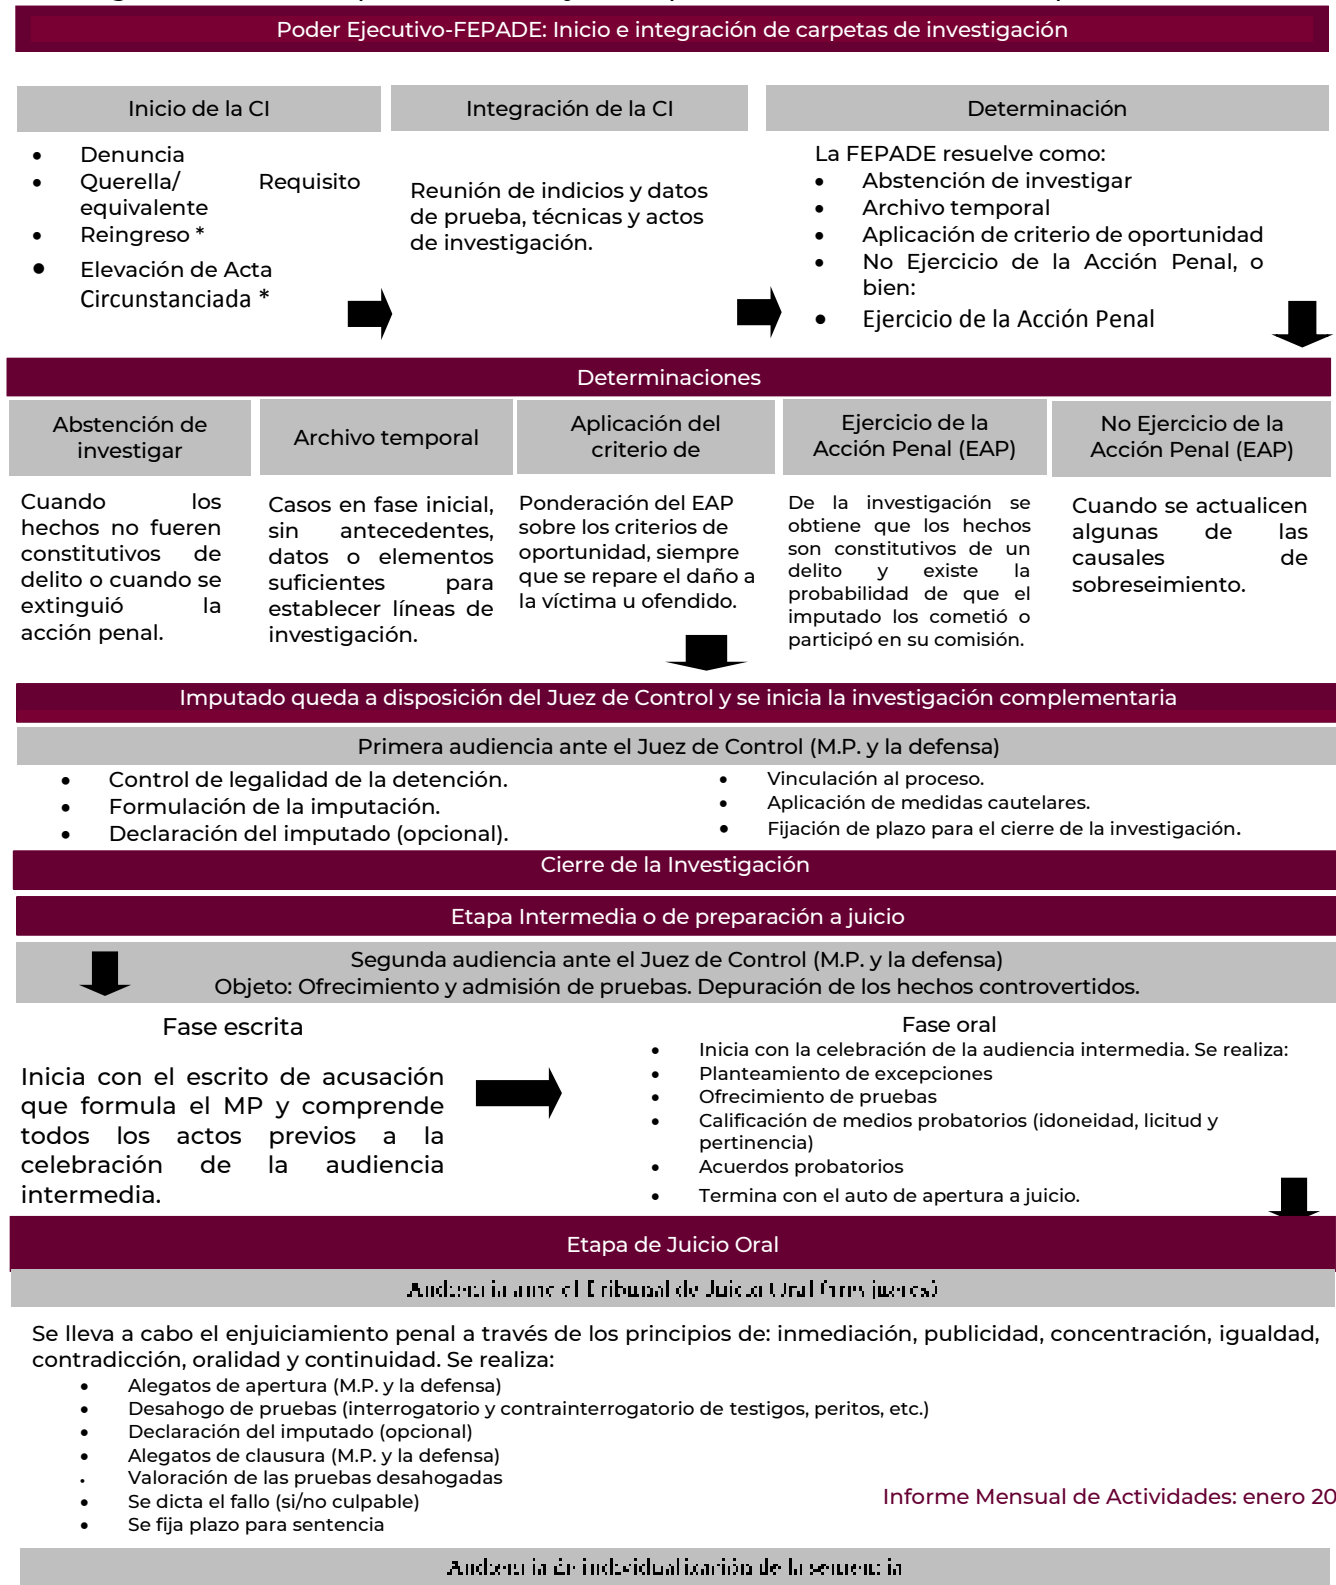 Poder Ejecutivo-FEPADE: Inicio e integración de carpetas de investigación
Inicio de la CI
Integración de la CI
Determinación
• Denuncia
• Querella/ Requisito
equivalente
• Reingreso *
• Elevación de Acta
Circunstanciada *
Reunión de indicios y datos
de prueba, técnicas y actos
de investigación.
La FEPADE resuelve como:
• Abstención de investigar
• Archivo temporal
• Aplicación de criterio de oportunidad
• No Ejercicio de la Acción Penal, o
bien:
• Ejercicio de la Acción Penal
Determinaciones
Abstención de
investigar
Archivo temporal
Aplicación del
criterio de
Ejercicio de la
Acción Penal (EAP)
No Ejercicio de la
Acción Penal (EAP)
Cuando los
hechos no fueren
constitutivos de
delito o cuando se
extinguió la
acción penal.
Casos en fase inicial,
sin antecedentes,
datos o elementos
suficientes para
establecer líneas de
investigación.
Ponderación del EAP
sobre los criterios de
oportunidad, siempre
que se repare el daño a
la víctima u ofendido.
De la investigación se
obtiene que los hechos
son constitutivos de un
delito y existe la
probabilidad de que el
imputado los cometió o
participó en su comisión.
Cuando se actualicen
algunas de las
causales de
sobreseimiento.
Imputado queda a disposición del Juez de Control y se inicia la investigación complementaria
Primera audiencia ante el Juez de Control (M.P. y la defensa)
• Control de legalidad de la detención.
• Formulación de la imputación.
• Declaración del imputado (opcional).
• Vinculación al proceso.
• Aplicación de medidas cautelares.
• Fijación de plazo para el cierre de la investigación.
Cierre de la Investigación
Etapa Intermedia o de preparación a juicio
Segunda audiencia ante el Juez de Control (M.P. y la defensa)
Objeto: Ofrecimiento y admisión de pruebas. Depuración de los hechos controvertidos.
Fase escrita
Inicia con el escrito de acusación
que formula el MP y comprende
todos los actos previos a la
celebración de la audiencia
intermedia.
Fase oral
• Inicia con la celebración de la audiencia intermedia. Se realiza:
• Planteamiento de excepciones
• Ofrecimiento de pruebas
• Calificación de medios probatorios (idoneidad, licitud y
pertinencia)
• Acuerdos probatorios
• Termina con el auto de apertura a juicio.
Etapa de Juicio Oral
Audiencia ante el Tribunal de Juicio Oral (tres jueces)
Se lleva a cabo el enjuiciamiento penal a través de los principios de: inmediación, publicidad, concentración, igualdad,
contradicción, oralidad y continuidad. Se realiza:
• Alegatos de apertura (M.P. y la defensa)
• Desahogo de pruebas (interrogatorio y contrainterrogatorio de testigos, peritos, etc.)
• Declaración del imputado (opcional)
• Alegatos de clausura (M.P. y la defensa)
• Valoración de las pruebas desahogadas
• Se dicta el fallo (si/no culpable)
• Se fija plazo para sentencia
Informe Mensual de Actividades: enero 20
Audiencia de individualización de la sentencia